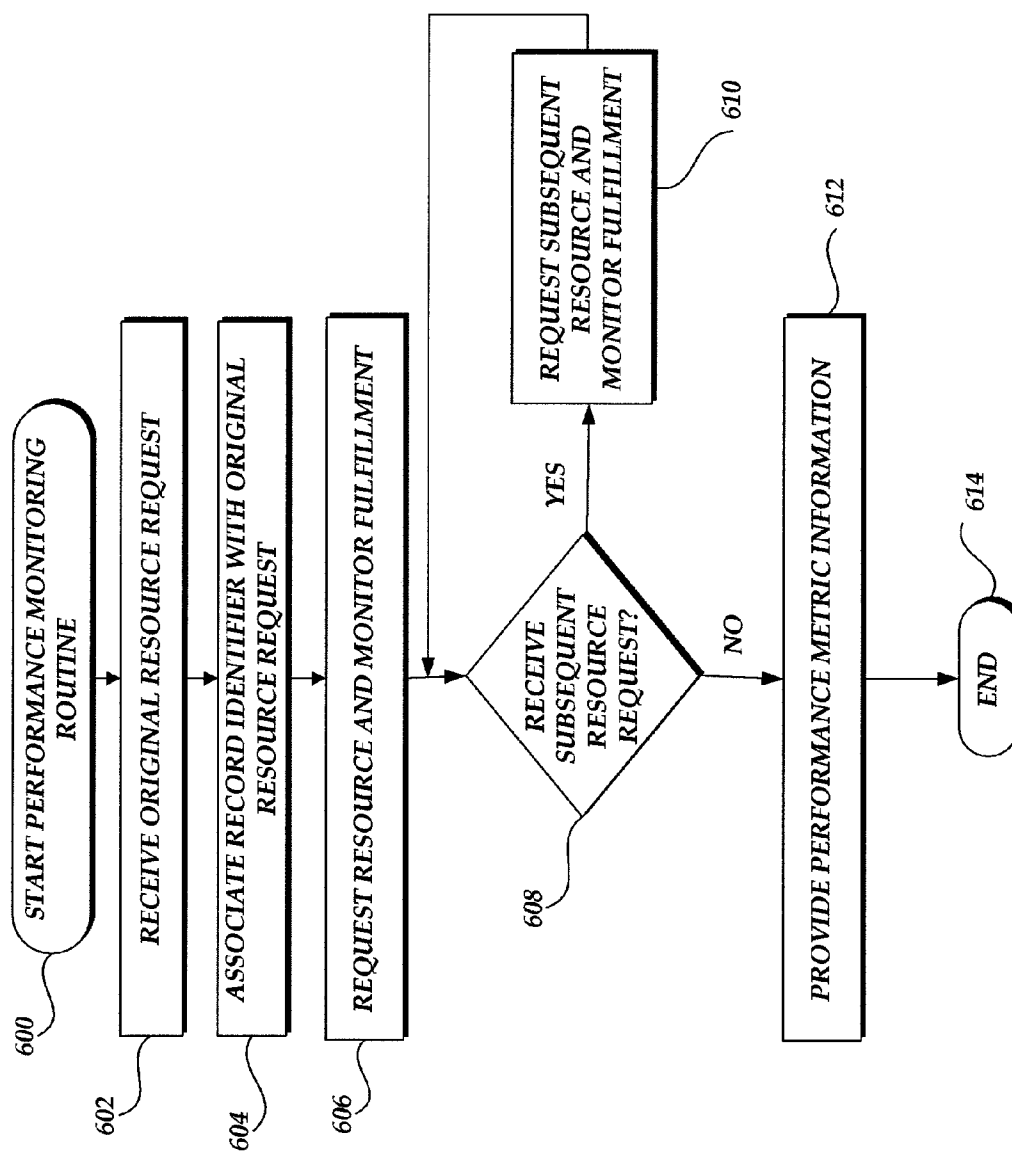 START PERFORMANCE MONITORING
ROUTINE
600
RECEIVE ORIGINAL RESOURCE REQUEST
602
ASSOCIATE RECORD IDENTIFIER WITH ORIGINAL
RESOURCE REQUEST
604
REQUEST RESOURCE AND MONITOR FULFILLMENT
606
RECEIVE
SUBSEQUENT
RESOURCE
REQUEST?
608
YES
REQUEST SUBSEQUENT
RESOURCE AND
MONITOR FULFILLMENT
610
NO
PROVIDE PERFORMANCE METRIC INFORMATION
612
END
614